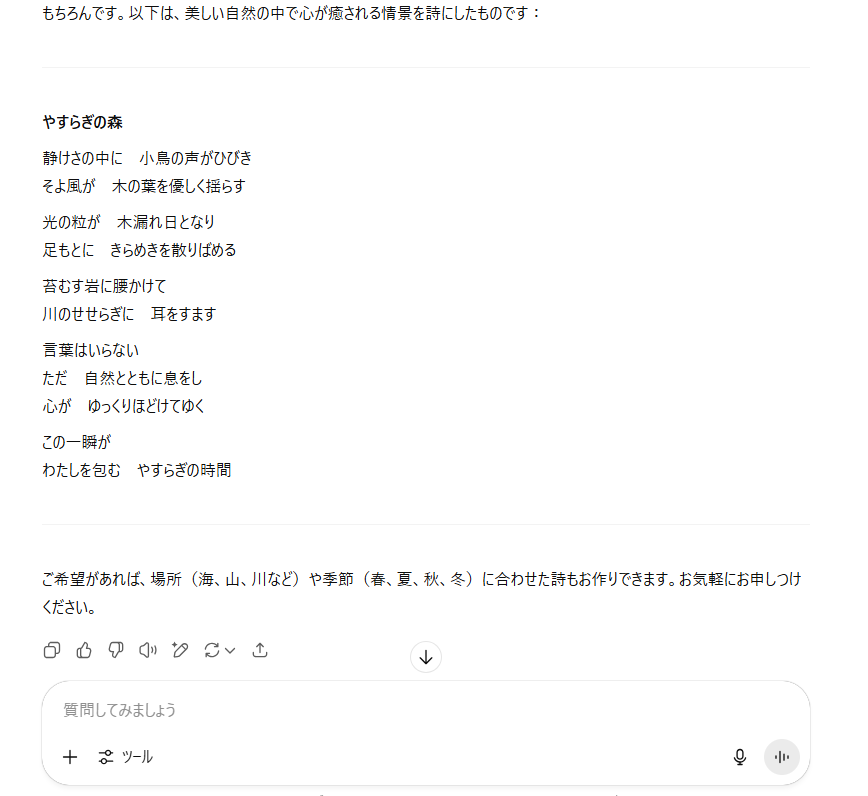 もちろんです。以下は、美しい自然の中で心が癒される情景を詩にしたものです：
やすらぎの森
静けさの中に　小鳥の声がひびき
そよ風が　木の葉を優しく揺らす
光の粒が　木漏れ日となり
足もとに　きらめきを散りばめる
苔むす岩に腰かけて
川のせせらぎに　耳をすます
言葉はいらない
ただ　自然とともに息をし
心が　ゆっくりほどけてゆく
この一瞬が
わたしを包む　やすらぎの時間
ご希望があれば、場所（海、山、川など）や季節（春、夏、秋、冬）に合わせた詩もお作りできます。お気軽にお申しつけ
ください。
質問してみましょう
ツール